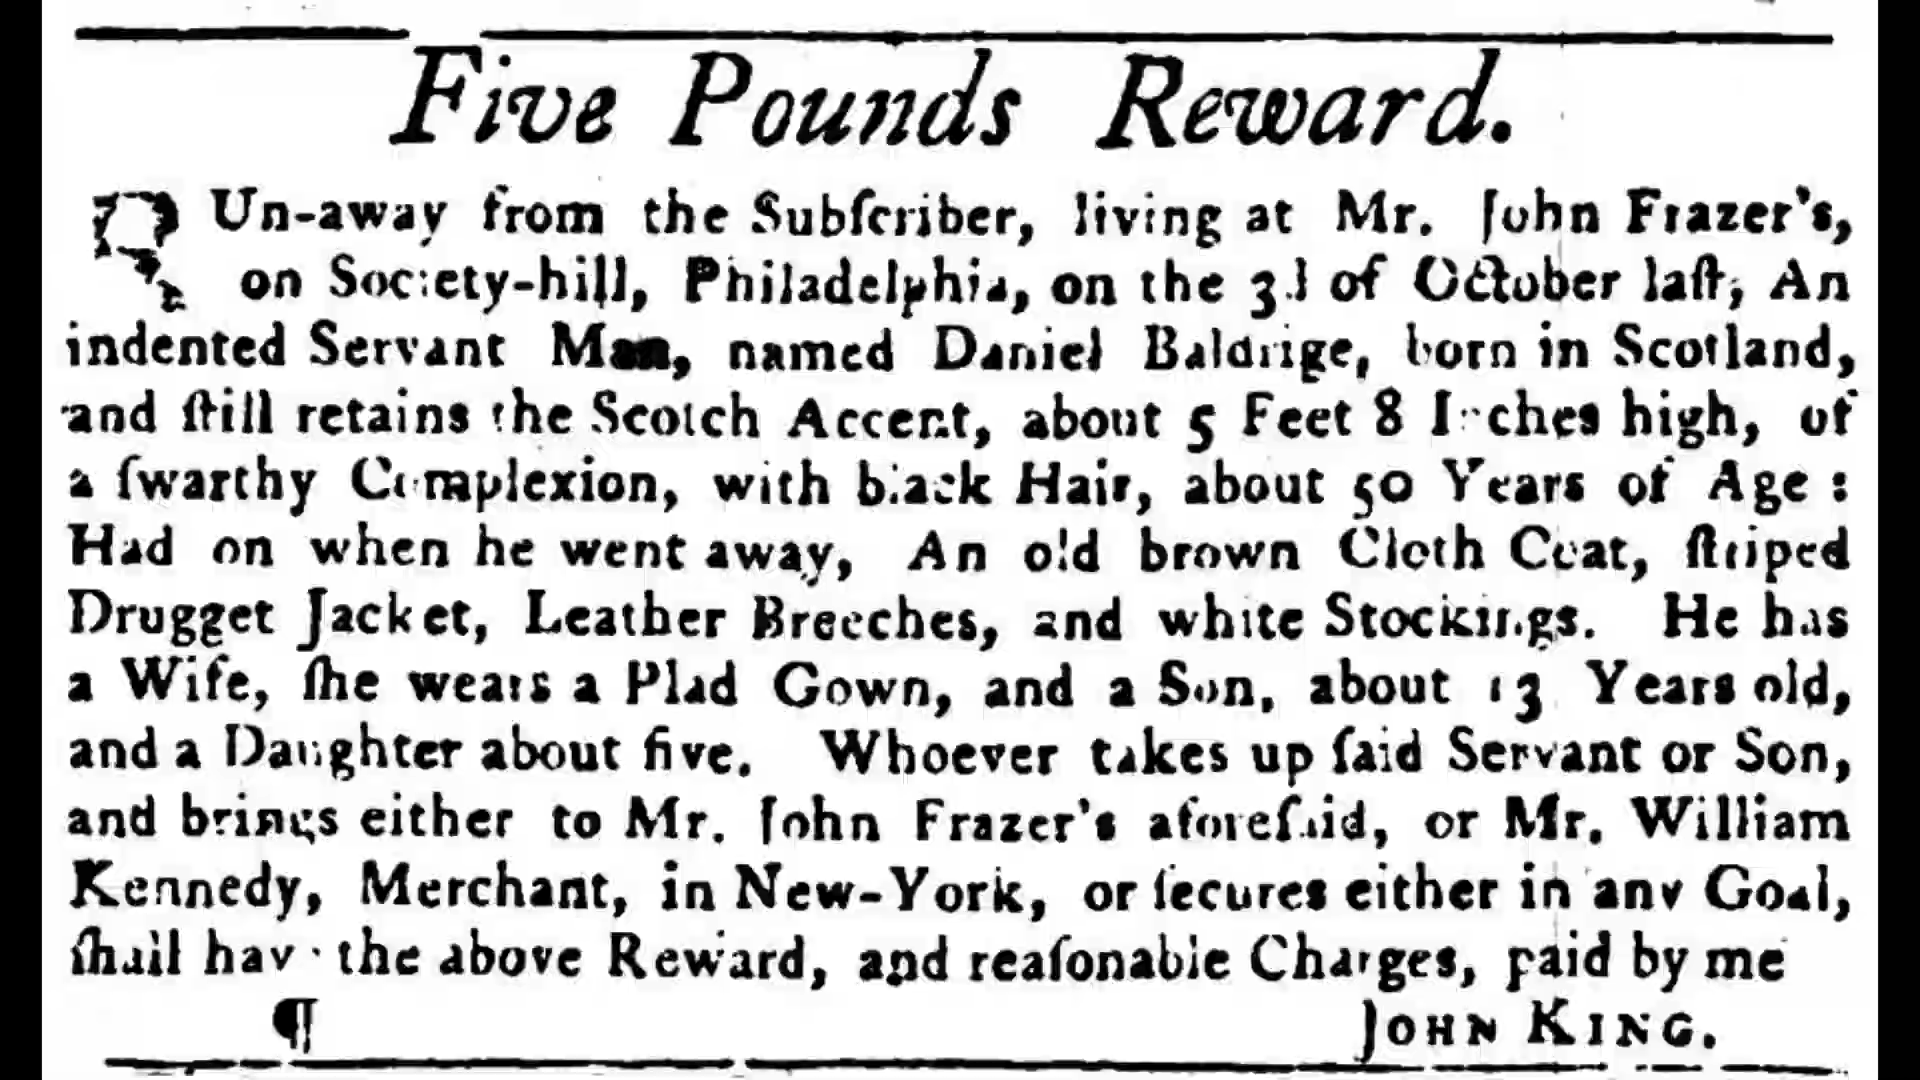 Five Pounds Reward.
RUn-away from the Subſcriber, living at Mr. John Frazer's,
on Society-hill, Philadelphia, on the 3d of October laſt, An
indented Servant Man, named Daniel Baldrige, born in Scotland,
and ſtill retains the Scotch Accent, about 5 Feet 8 Inches high, of
a ſwarthy Complexion, with black Hair, about 50 Years of Age:
Had on when he went away, An old brown Cloth Coat, ſtriped
Drugget Jacket, Leather Breeches, and white Stockings. He has
a Wife, ſhe wears a Plad Gown, and a Son, about 13 Years old,
and a Daughter about five. Whoever takes up ſaid Servant or Son,
and brings either to Mr. John Frazer's aforeſaid, or Mr. William
Kennedy, Merchant, in New-York, or ſecures either in any Goal,
ſhall have the above Reward, and reaſonable Charges, paid by me
¶ JOHN KING.